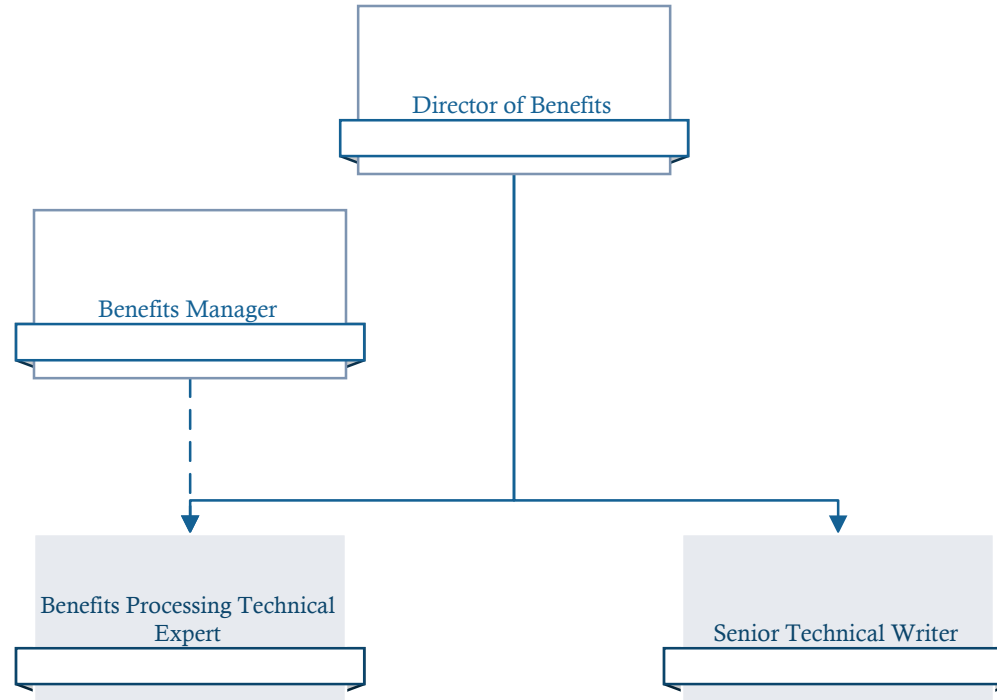 Director of Benefits
Benefits Manager
Benefits Processing Technical
Expert
Senior Technical Writer